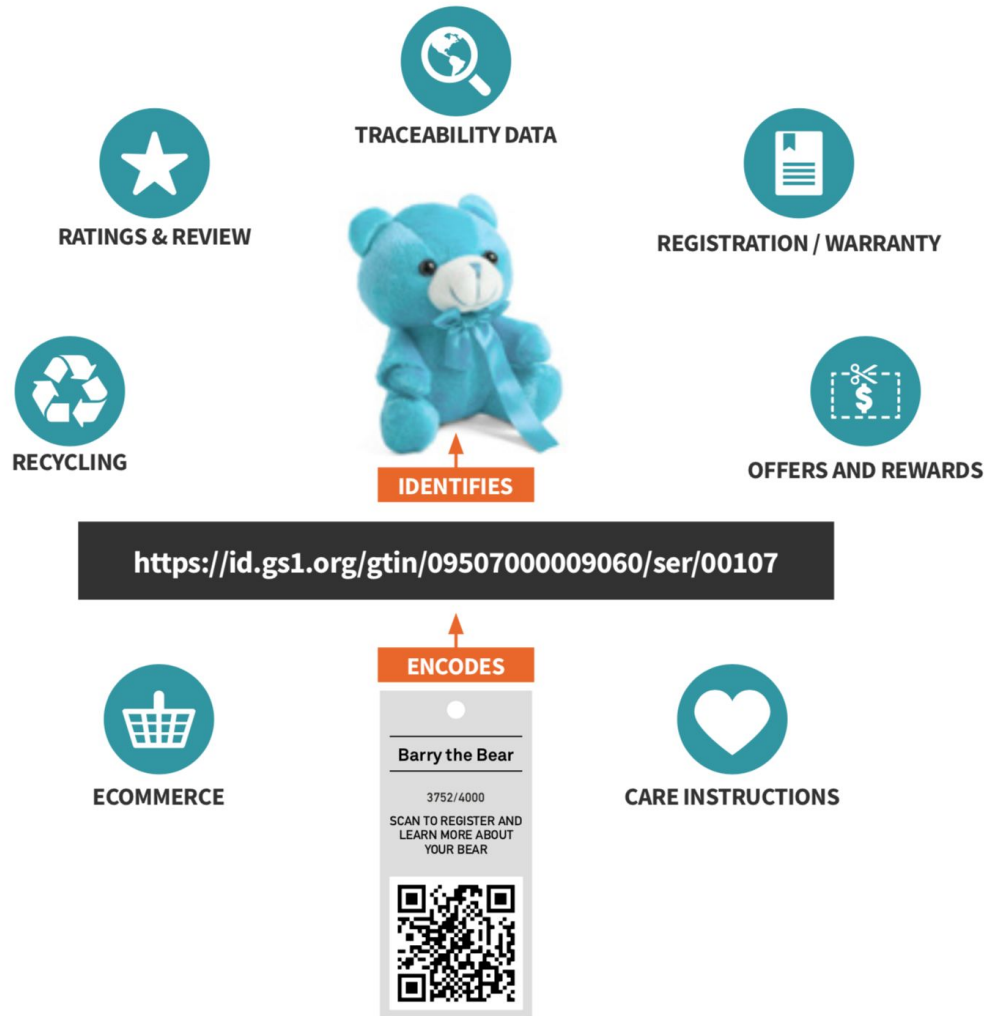 TRACEABILITY DATA
RATINGS & REVIEW
REGISTRATION / WARRANTY
RECYCLING
OFFERS AND REWARDS
IDENTIFIES
https://id.gs1.org/gtin/09507000009060/ser/00107
ENCODES
Barry the Bear
3752/4000
SCAN TO REGISTER AND
LEARN MORE ABOUT
YOUR BEAR
ECOMMERCE
CARE INSTRUCTIONS